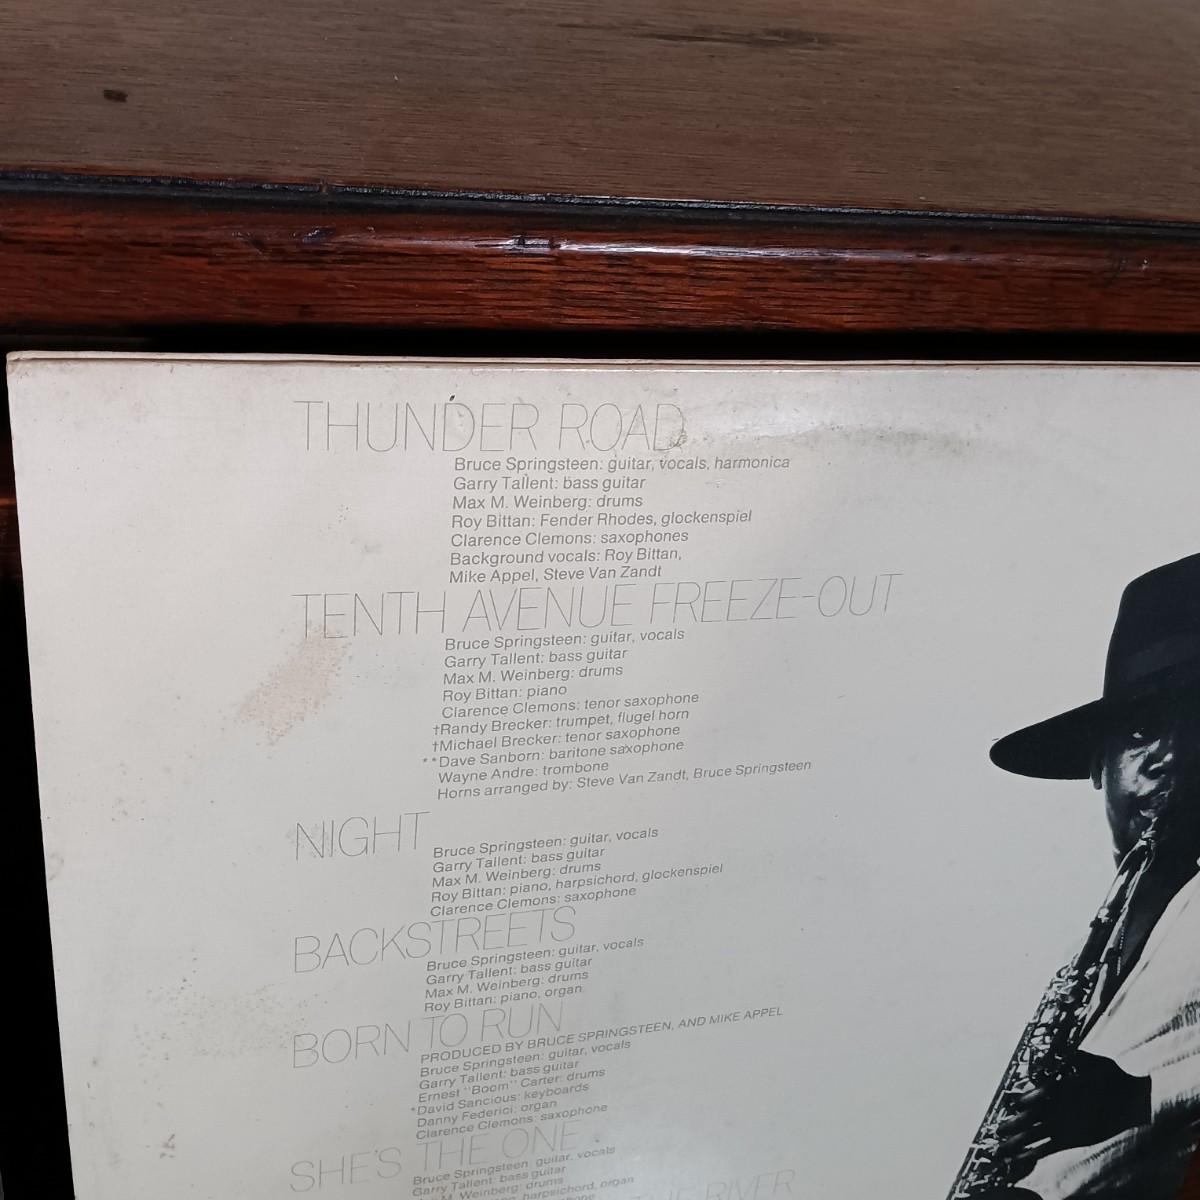 THUNDER ROAD
Bruce Springsteen: guitar, vocals, harmonica
Garry Tallent: bass guitar
Max M. Weinberg: drums
Roy Bittan: Fender Rhodes, glockenspiel
Clarence Clemons: saxophones
Background vocals: Roy Bittan,
Mike Appel, Steve Van Zandt
TENTH AVENUE FREEZE-OUT
Bruce Springsteen: guitar, vocals
Garry Tallent: bass guitar
Max M. Weinberg: drums
Roy Bittan: piano
Clarence Clemons: tenor saxophone
†Randy Brecker: trumpet, flugel horn
†Michael Brecker: tenor saxophone
**Dave Sanborn: baritone saxophone
Wayne Andre: trombone
Horns arranged by: Steve Van Zandt, Bruce Springsteen
NIGHT
Bruce Springsteen: guitar, vocals
Garry Tallent: bass guitar
Max M. Weinberg: drums
Roy Bittan: piano, harpsichord, glockenspiel
Clarence Clemons: saxophone
BACKSTREETS
Bruce Springsteen: guitar, vocals
Garry Tallent: bass guitar
Max M. Weinberg: drums
Roy Bittan: piano, organ
BORN TO RUN
PRODUCED BY BRUCE SPRINGSTEEN, AND MIKE APPEL
Bruce Springsteen: guitar, vocals
Garry Tallent: bass guitar
Ernest "Boom" Carter: drums
*David Sancious: keyboards
Danny Federici: organ
Clarence Clemons: saxophone
SHE'S THE ONE
Bruce Springsteen: guitar, vocals
Garry Tallent: bass guitar
Max M. Weinberg: drums
harpsichord, organ
THE RIVER